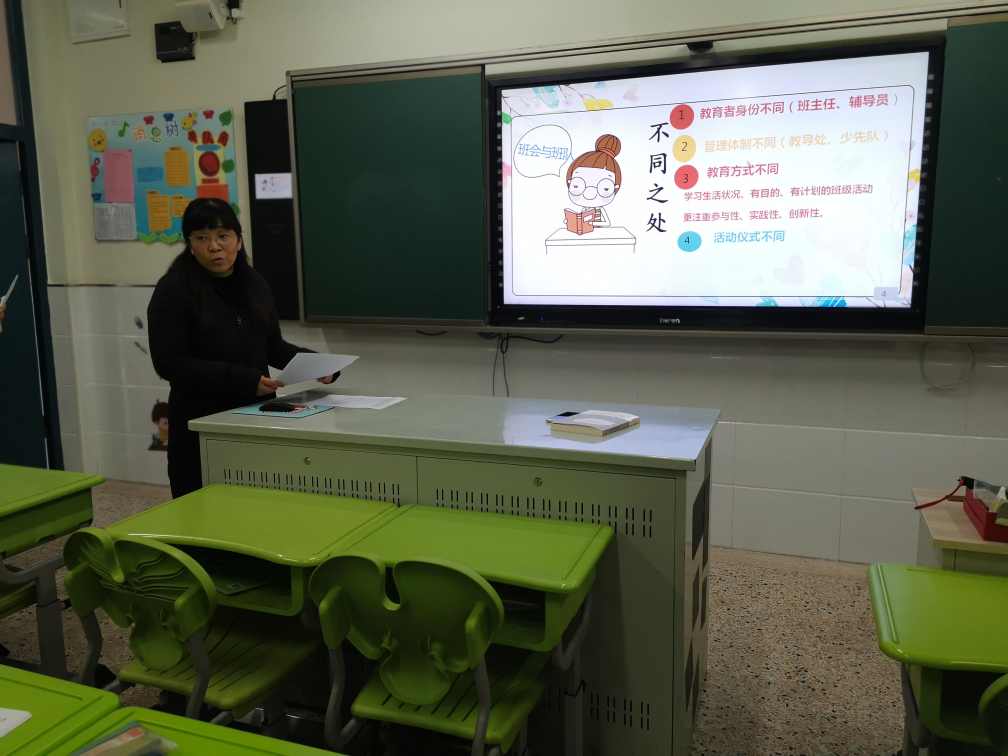 消息树
班会与班队
不同之处
1 教育者身份不同（班主任、辅导员）
2 管理体制不同（教导处、少先队）
3 教育方式不同
学习生活状况、有目的、有计划的班级活动
更注重参与性、实践性、创新性。
4 活动仪式不同
4